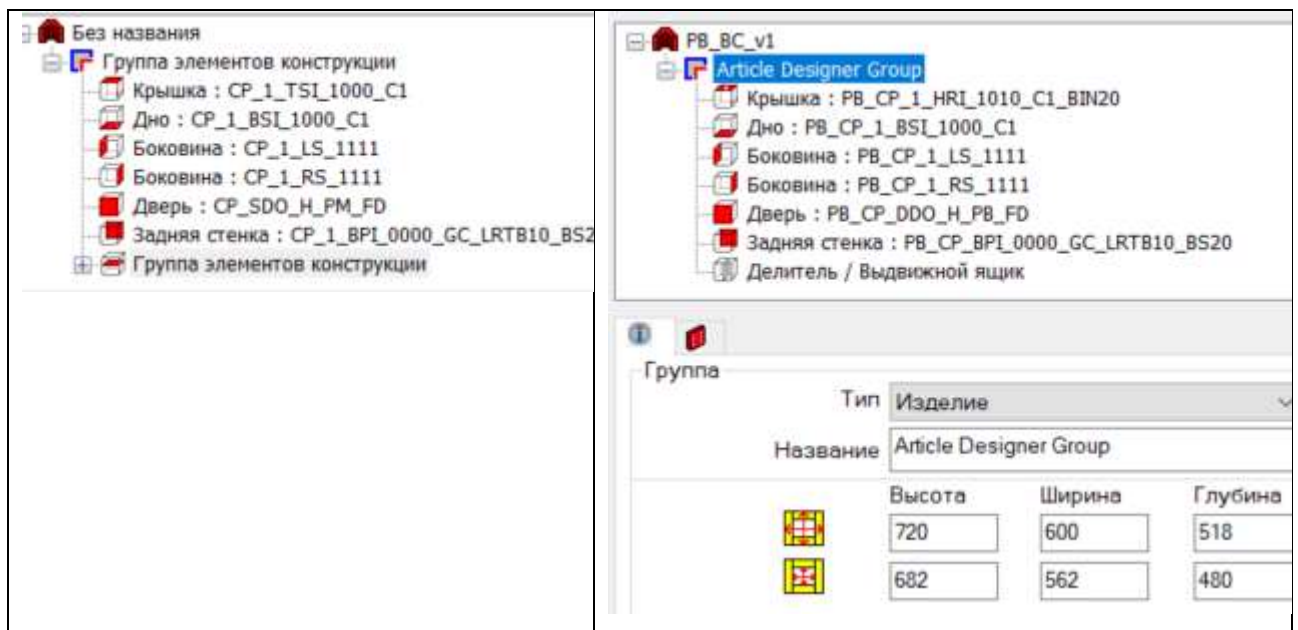 Без названия
Группа элементов конструкции
Крышка : CP_1_TSI_1000_C1
Дно : CP_1_BSI_1000_C1
Боковина : CP_1_LS_1111
Боковина : CP_1_RS_1111
Дверь : CP_SDO_H_PM_FD
Задняя стенка : CP_1_BPI_0000_GC_LRTB10_BS2
Группа элементов конструкции
PB_BC_v1
Article Designer Group
Крышка : PB_CP_1_HRI_1010_C1_BIN20
Дно : PB_CP_1_BSI_1000_C1
Боковина : PB_CP_1_LS_1111
Боковина : PB_CP_1_RS_1111
Дверь : PB_CP_DDO_H_PB_FD
Задняя стенка : PB_CP_BPI_0000_GC_LRTB10_BS20
Делитель / Выдвижной ящик
Группа
Тип Изделие
Название Article Designer Group
Высота Ширина Глубина
720 600 518
682 562 480